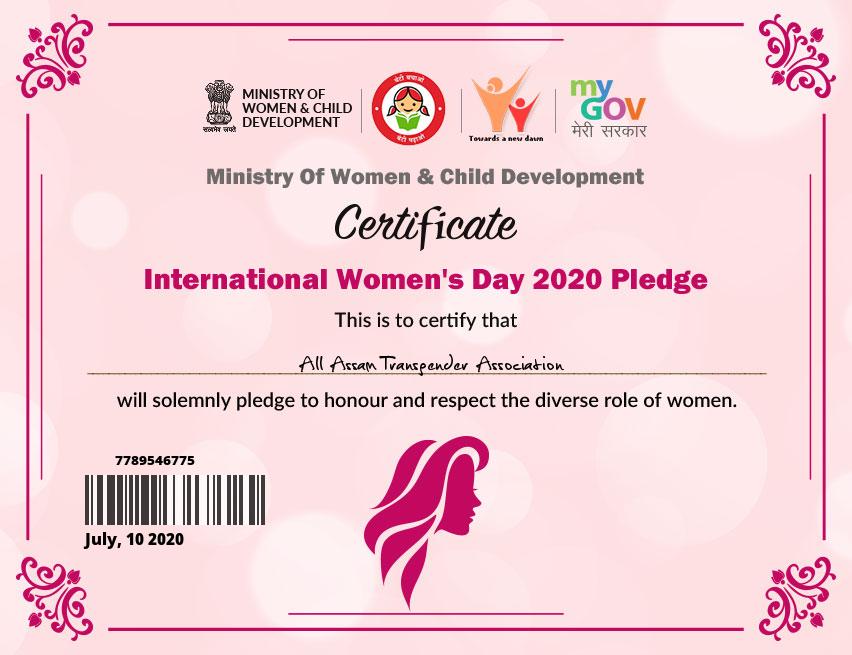 सत्यमेव जयते
MINISTRY OF
WOMEN & CHILD
DEVELOPMENT
बेटी बचाओ
बेटी पढ़ाओ
Towards a new dawn
my
GOV
मेरी सरकार
Ministry Of Women & Child Development
Certificate
International Women's Day 2020 Pledge
This is to certify that
All Assam Transgender Association
will solemnly pledge to honour and respect the diverse role of women.
7789546775
July, 10 2020